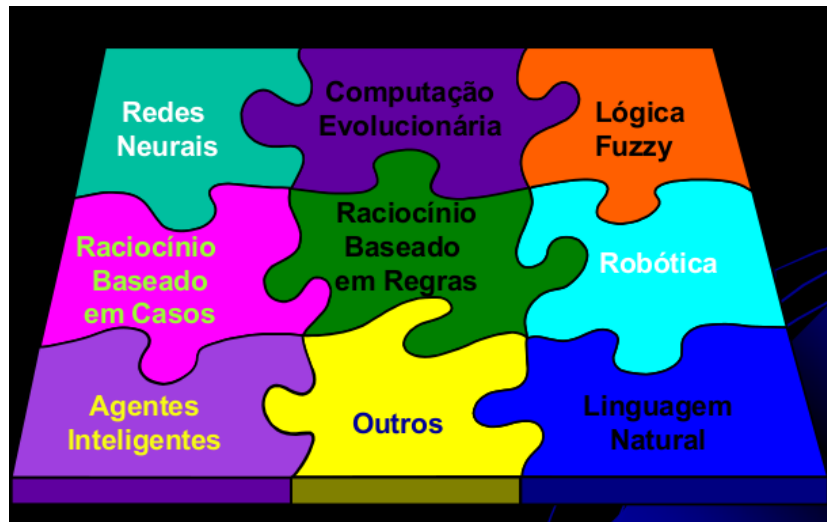 Redes
Neurais
Computação
Evolucionária
Lógica
Fuzzy
Raciocínio
Baseado
em Casos
Raciocínio
Baseado
em Regras
Robótica
Agentes
Inteligentes
Outros
Linguagem
Natural